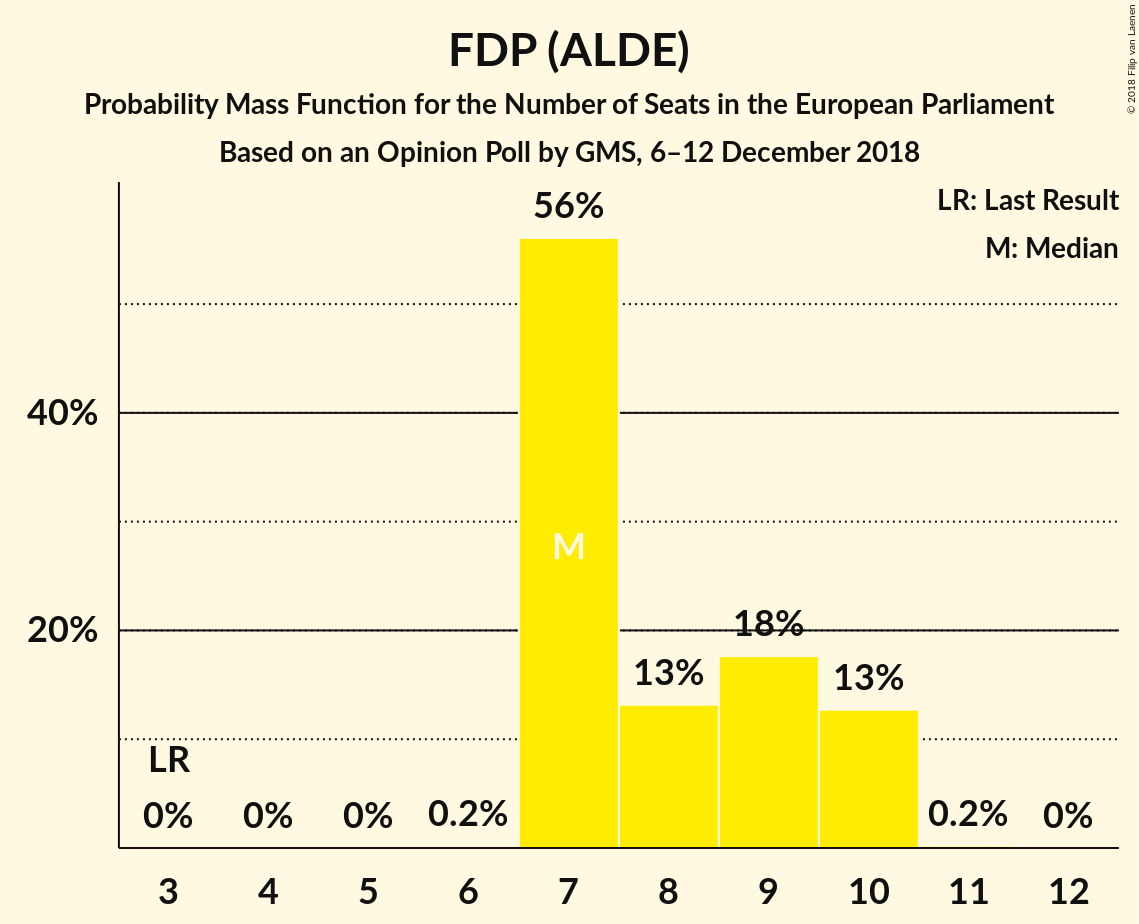 FDP (ALDE)
Probability Mass Function for the Number of Seats in the European Parliament
Based on an Opinion Poll by GMS, 6–12 December 2018
© 2018 Filip van Laenen
LR: Last Result
M: Median
56%
40%
M
20%
18%
13%
13%
LR
0%
0%
0%
0.2%
0.2%
0%
3 4 5 6 7 8 9 10 11 12